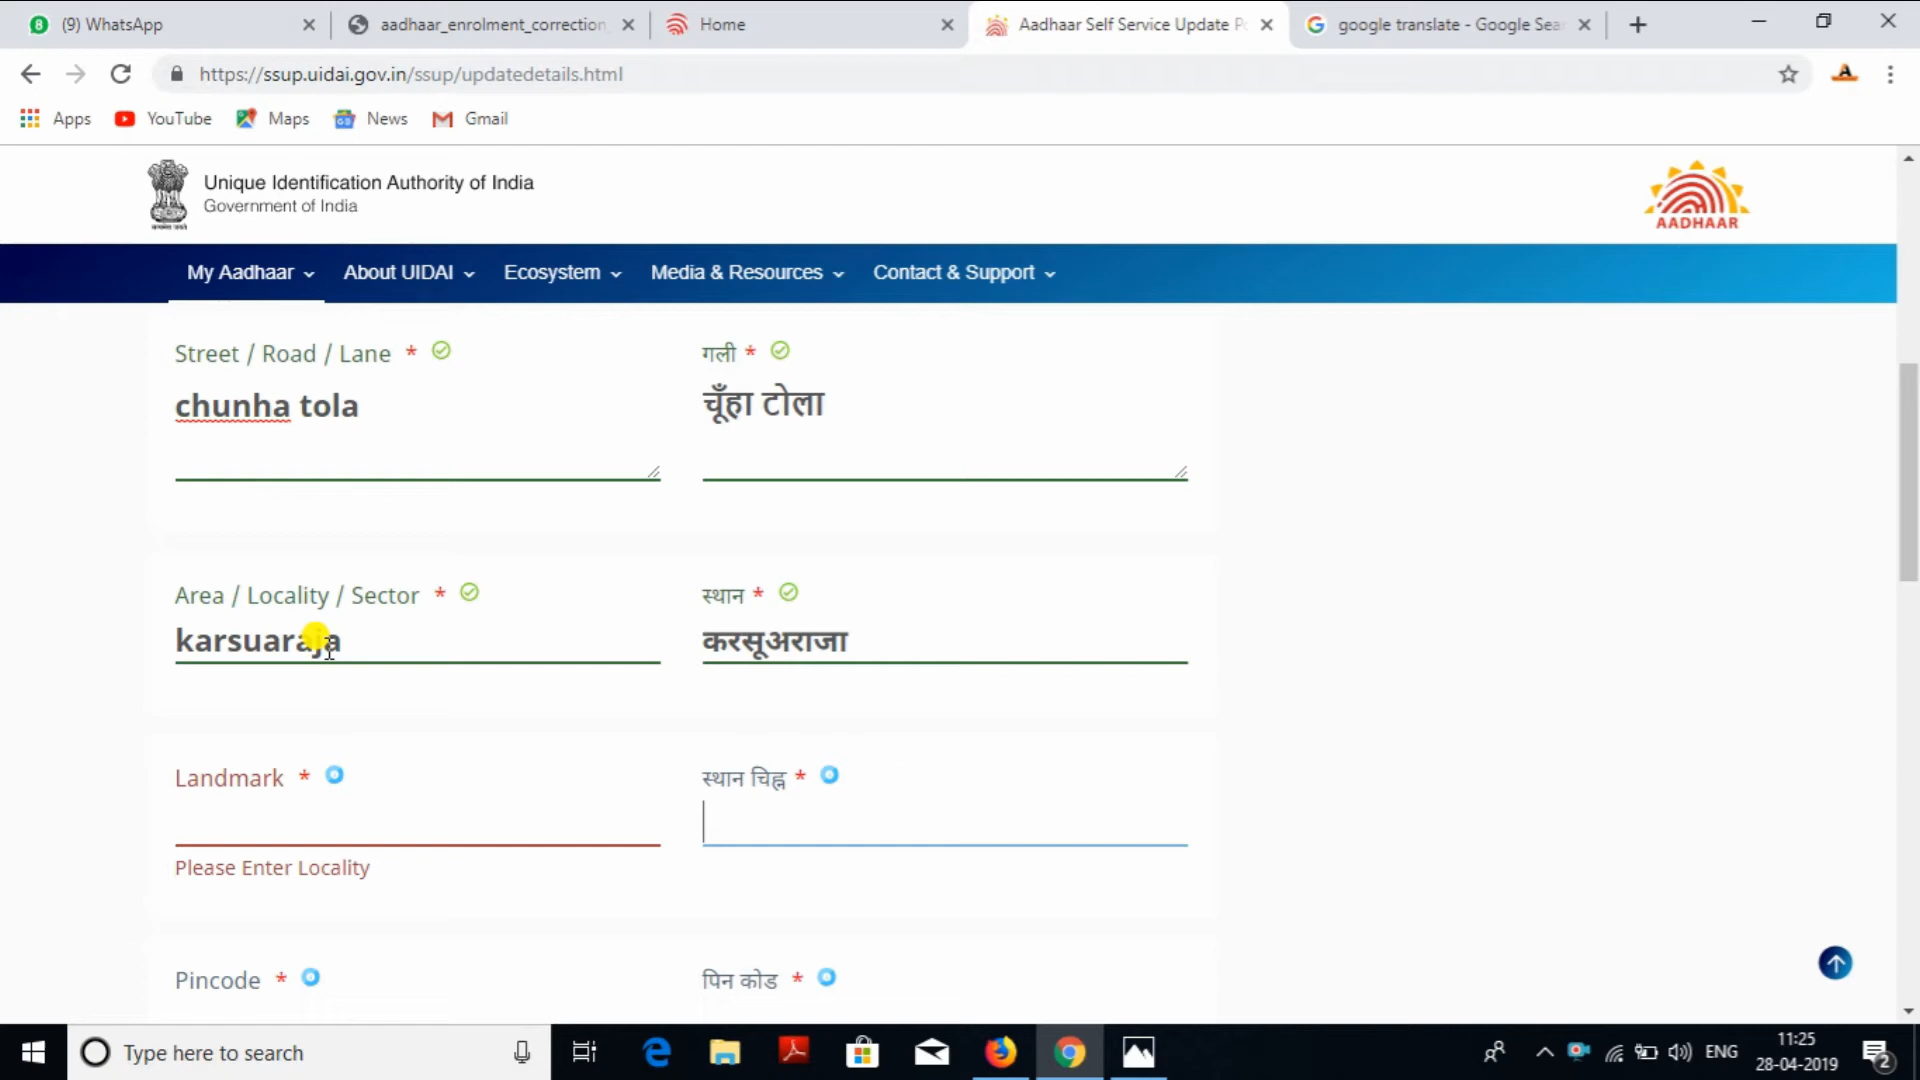 (9) WhatsApp
aadhaar_enrolment_correction
Home
Aadhaar Self Service Update P
google translate - Google Sea
https://ssup.uidai.gov.in/ssup/updatedetails.html
Apps
YouTube
Maps
News
Gmail
Unique Identification Authority of India
Government of India
AADHAAR
My Aadhaar
About UIDAI
Ecosystem
Media & Resources
Contact & Support
Street / Road / Lane *
गली *
chunha tola
चूँहा टोला
Area / Locality / Sector *
स्थान *
karsuaraja
करसूअराजा
Landmark *
स्थान चिह्न *
Please Enter Locality
Pincode *
पिन कोड *
Type here to search
ENG
11:25
28-04-2019
2